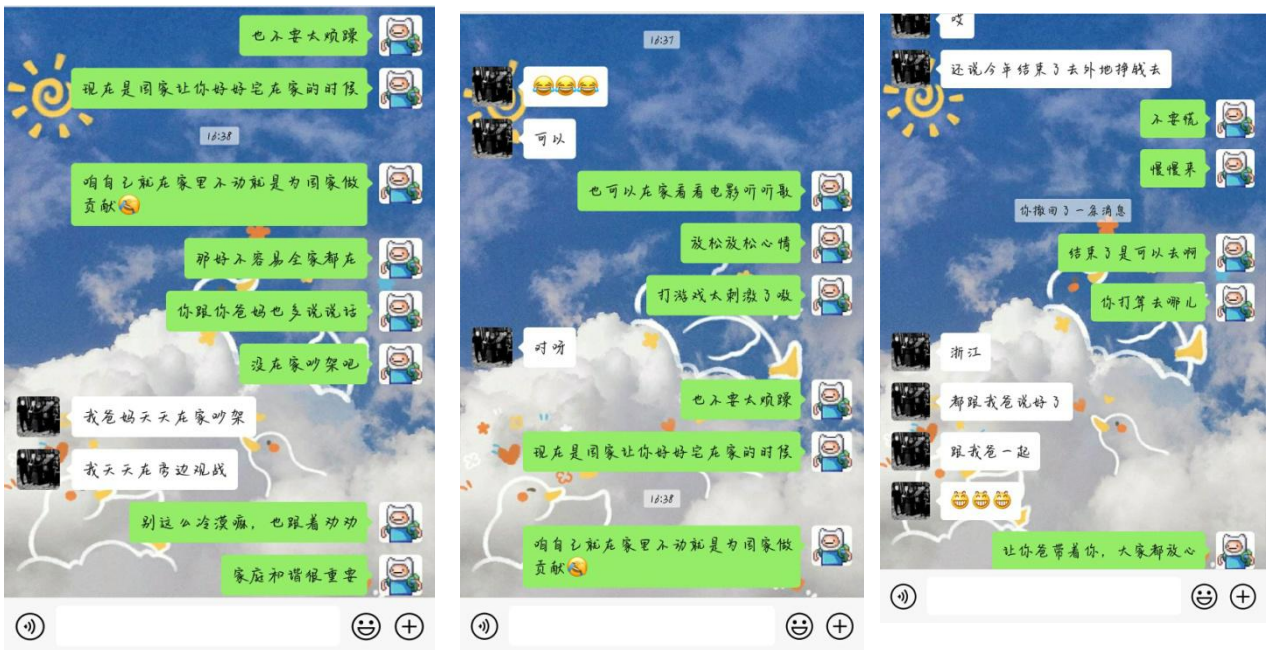 也不要太烦躁
现在是国家让你好好宅在家的时候
16:38
咱自己就在家里不动就是为国家做
贡献
那好不容易全家都在
你跟你爸妈也多说说话
没在家吵架吧
我爸妈天天在家吵架
我天天在旁边观战
别这么冷漠嘛，也跟着劝劝
家庭和谐很重要
16:37
可以
也可以在家看看电影听听歌
放松放松心情
打游戏太刺激了嗷
对呀
也不要太烦躁
现在是国家让你好好宅在家的时候
16:38
咱自己就在家里不动就是为国家做
贡献
哎
还说今年结束了去外地挣钱去
不要慌
慢慢来
你撤回了一条消息
结束了是可以去啊
你打算去哪儿
浙江
都跟我爸说好了
跟我爸一起
让你爸带着你，大家都放心